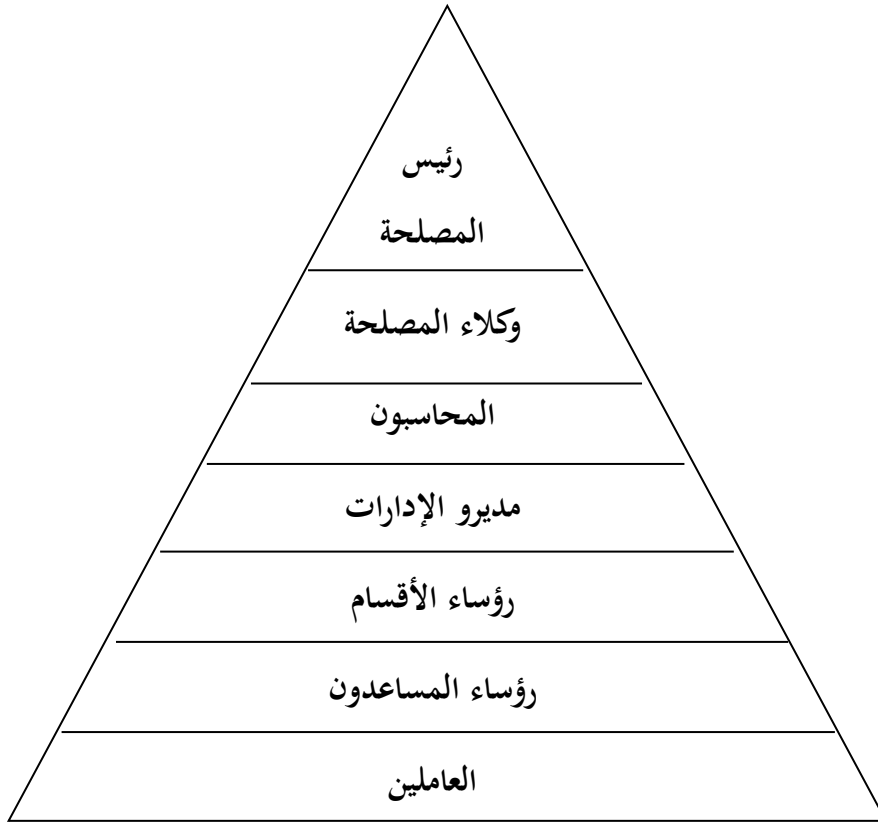 رئيس
المصلحة
وكلاء المصلحة
المحاسبون
مديرو الإدارات
رؤساء الأقسام
رؤساء المساعدون
العاملين